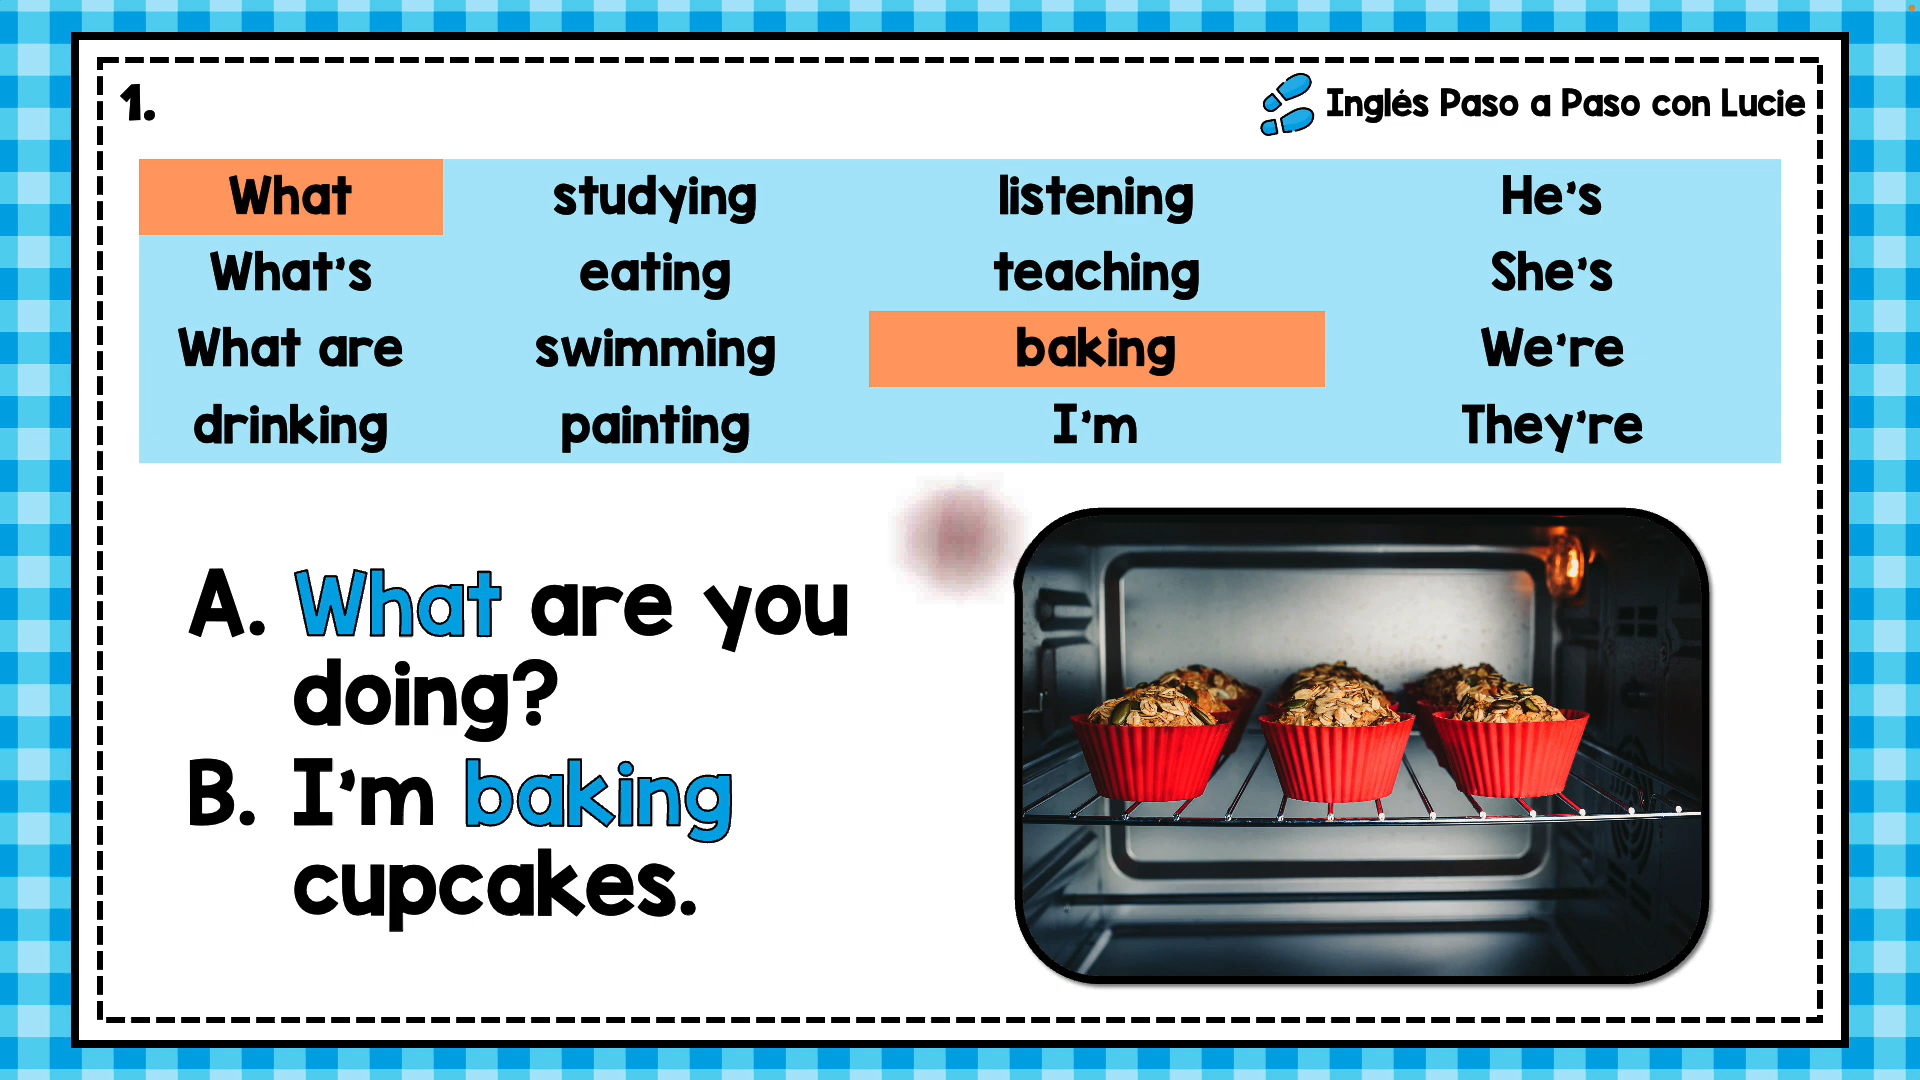 1.
Inglés Paso a Paso con Lucie
What studying listening He's
What's eating teaching She's
What are swimming baking We're
drinking painting I'm They're
A. What are you
doing?
B. I'm baking
cupcakes.